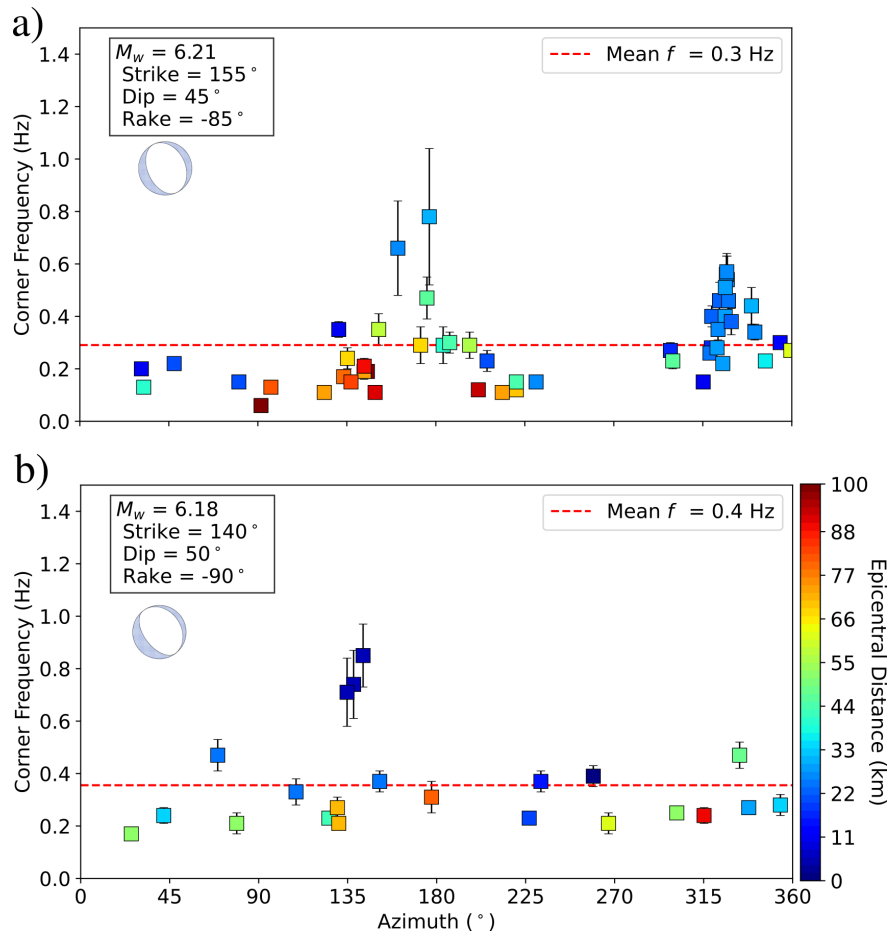 a)
1.4
1.2
1.0
0.8
0.6
0.4
0.2
0.0
Corner Frequency (Hz)
M_w = 6.21
Strike = 155°
Dip = 45°
Rake = -85°
Mean f = 0.3 Hz
b)
1.4
1.2
1.0
0.8
0.6
0.4
0.2
0.0
Corner Frequency (Hz)
M_w = 6.18
Strike = 140°
Dip = 50°
Rake = -90°
Mean f = 0.4 Hz
0 45 90 135 180 225 270 315 360
Azimuth (°)
100
88
77
66
55
44
33
22
11
0
Epicentral Distance (km)